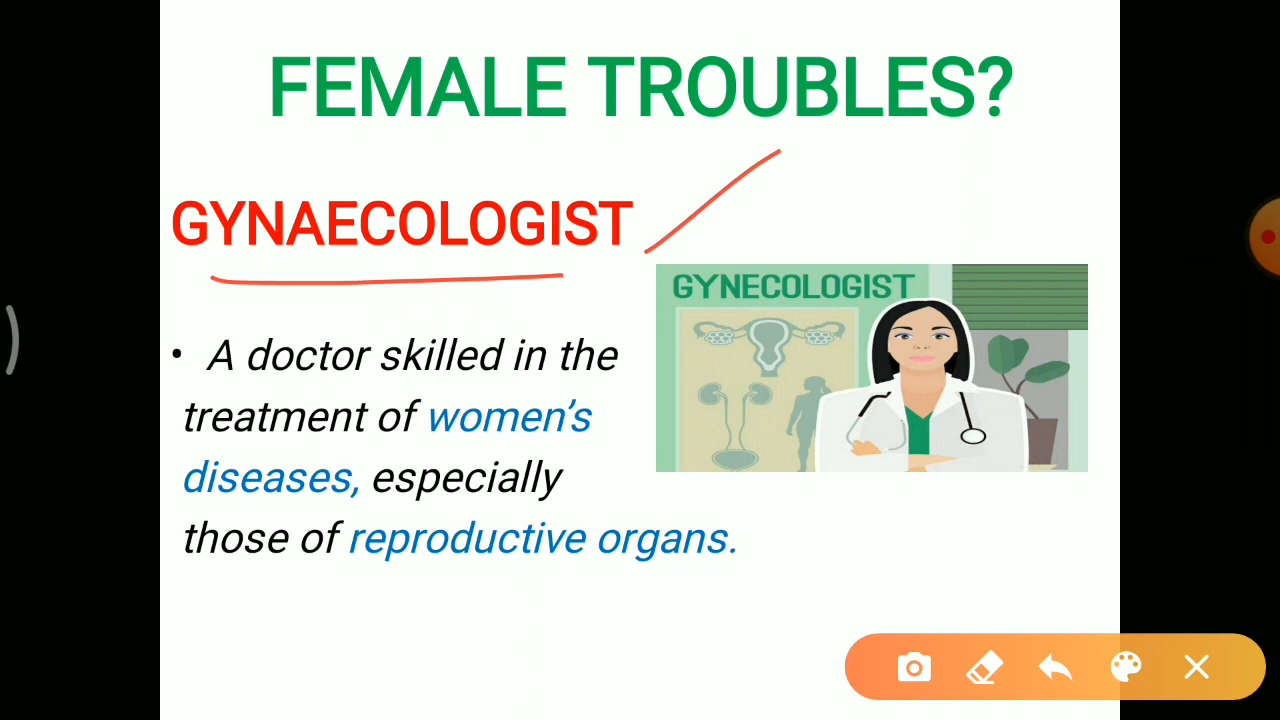 FEMALE TROUBLES?
GYNAECOLOGIST
GYNECOLOGIST
• A doctor skilled in the
treatment of women's
diseases, especially
those of reproductive organs.